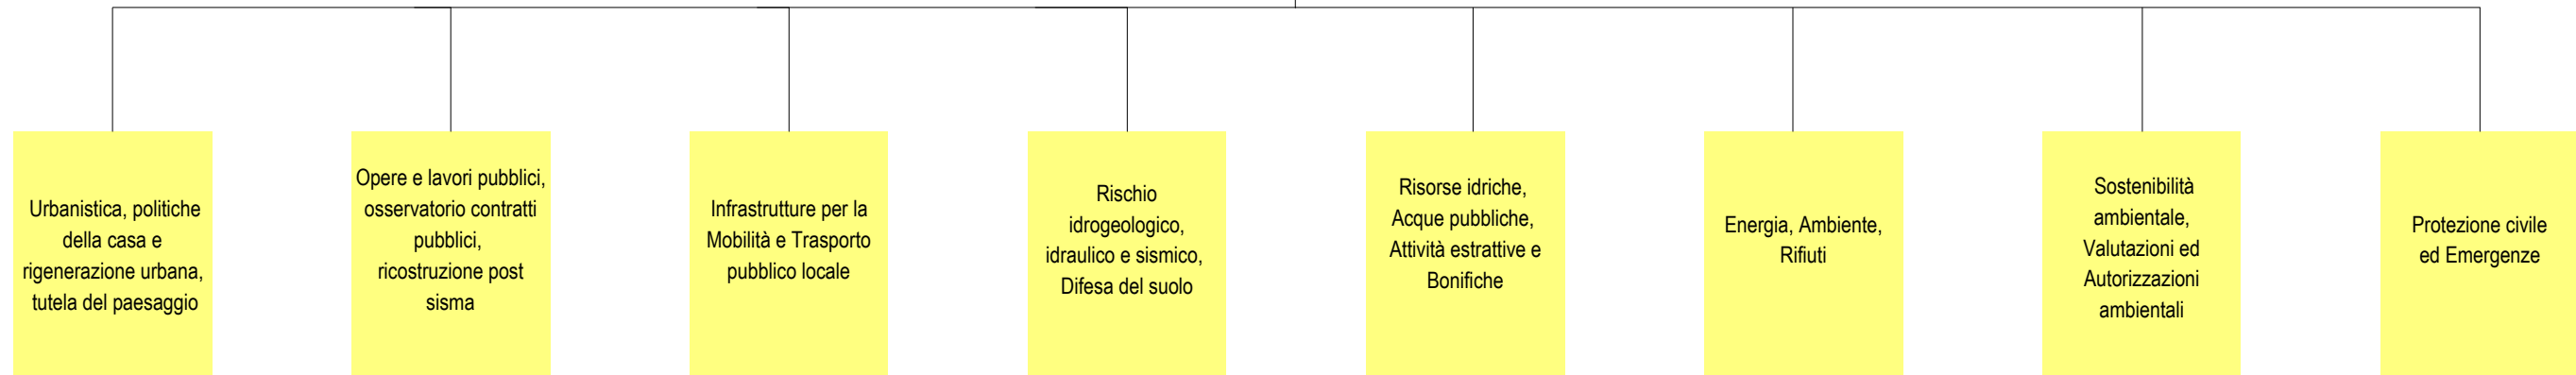 Urbanistica, politiche
della casa e
rigenerazione urbana,
tutela del paesaggio
Opere e lavori pubblici,
osservatorio contratti
pubblici,
ricostruzione post
sisma
Infrastrutture per la
Mobilità e Trasporto
pubblico locale
Rischio
idrogeologico,
idraulico e sismico,
Difesa del suolo
Risorse idriche,
Acque pubbliche,
Attività estrattive e
Bonifiche
Energia, Ambiente,
Rifiuti
Sostenibilità
ambientale,
Valutazioni ed
Autorizzazioni
ambientali
Protezione civile
ed Emergenze